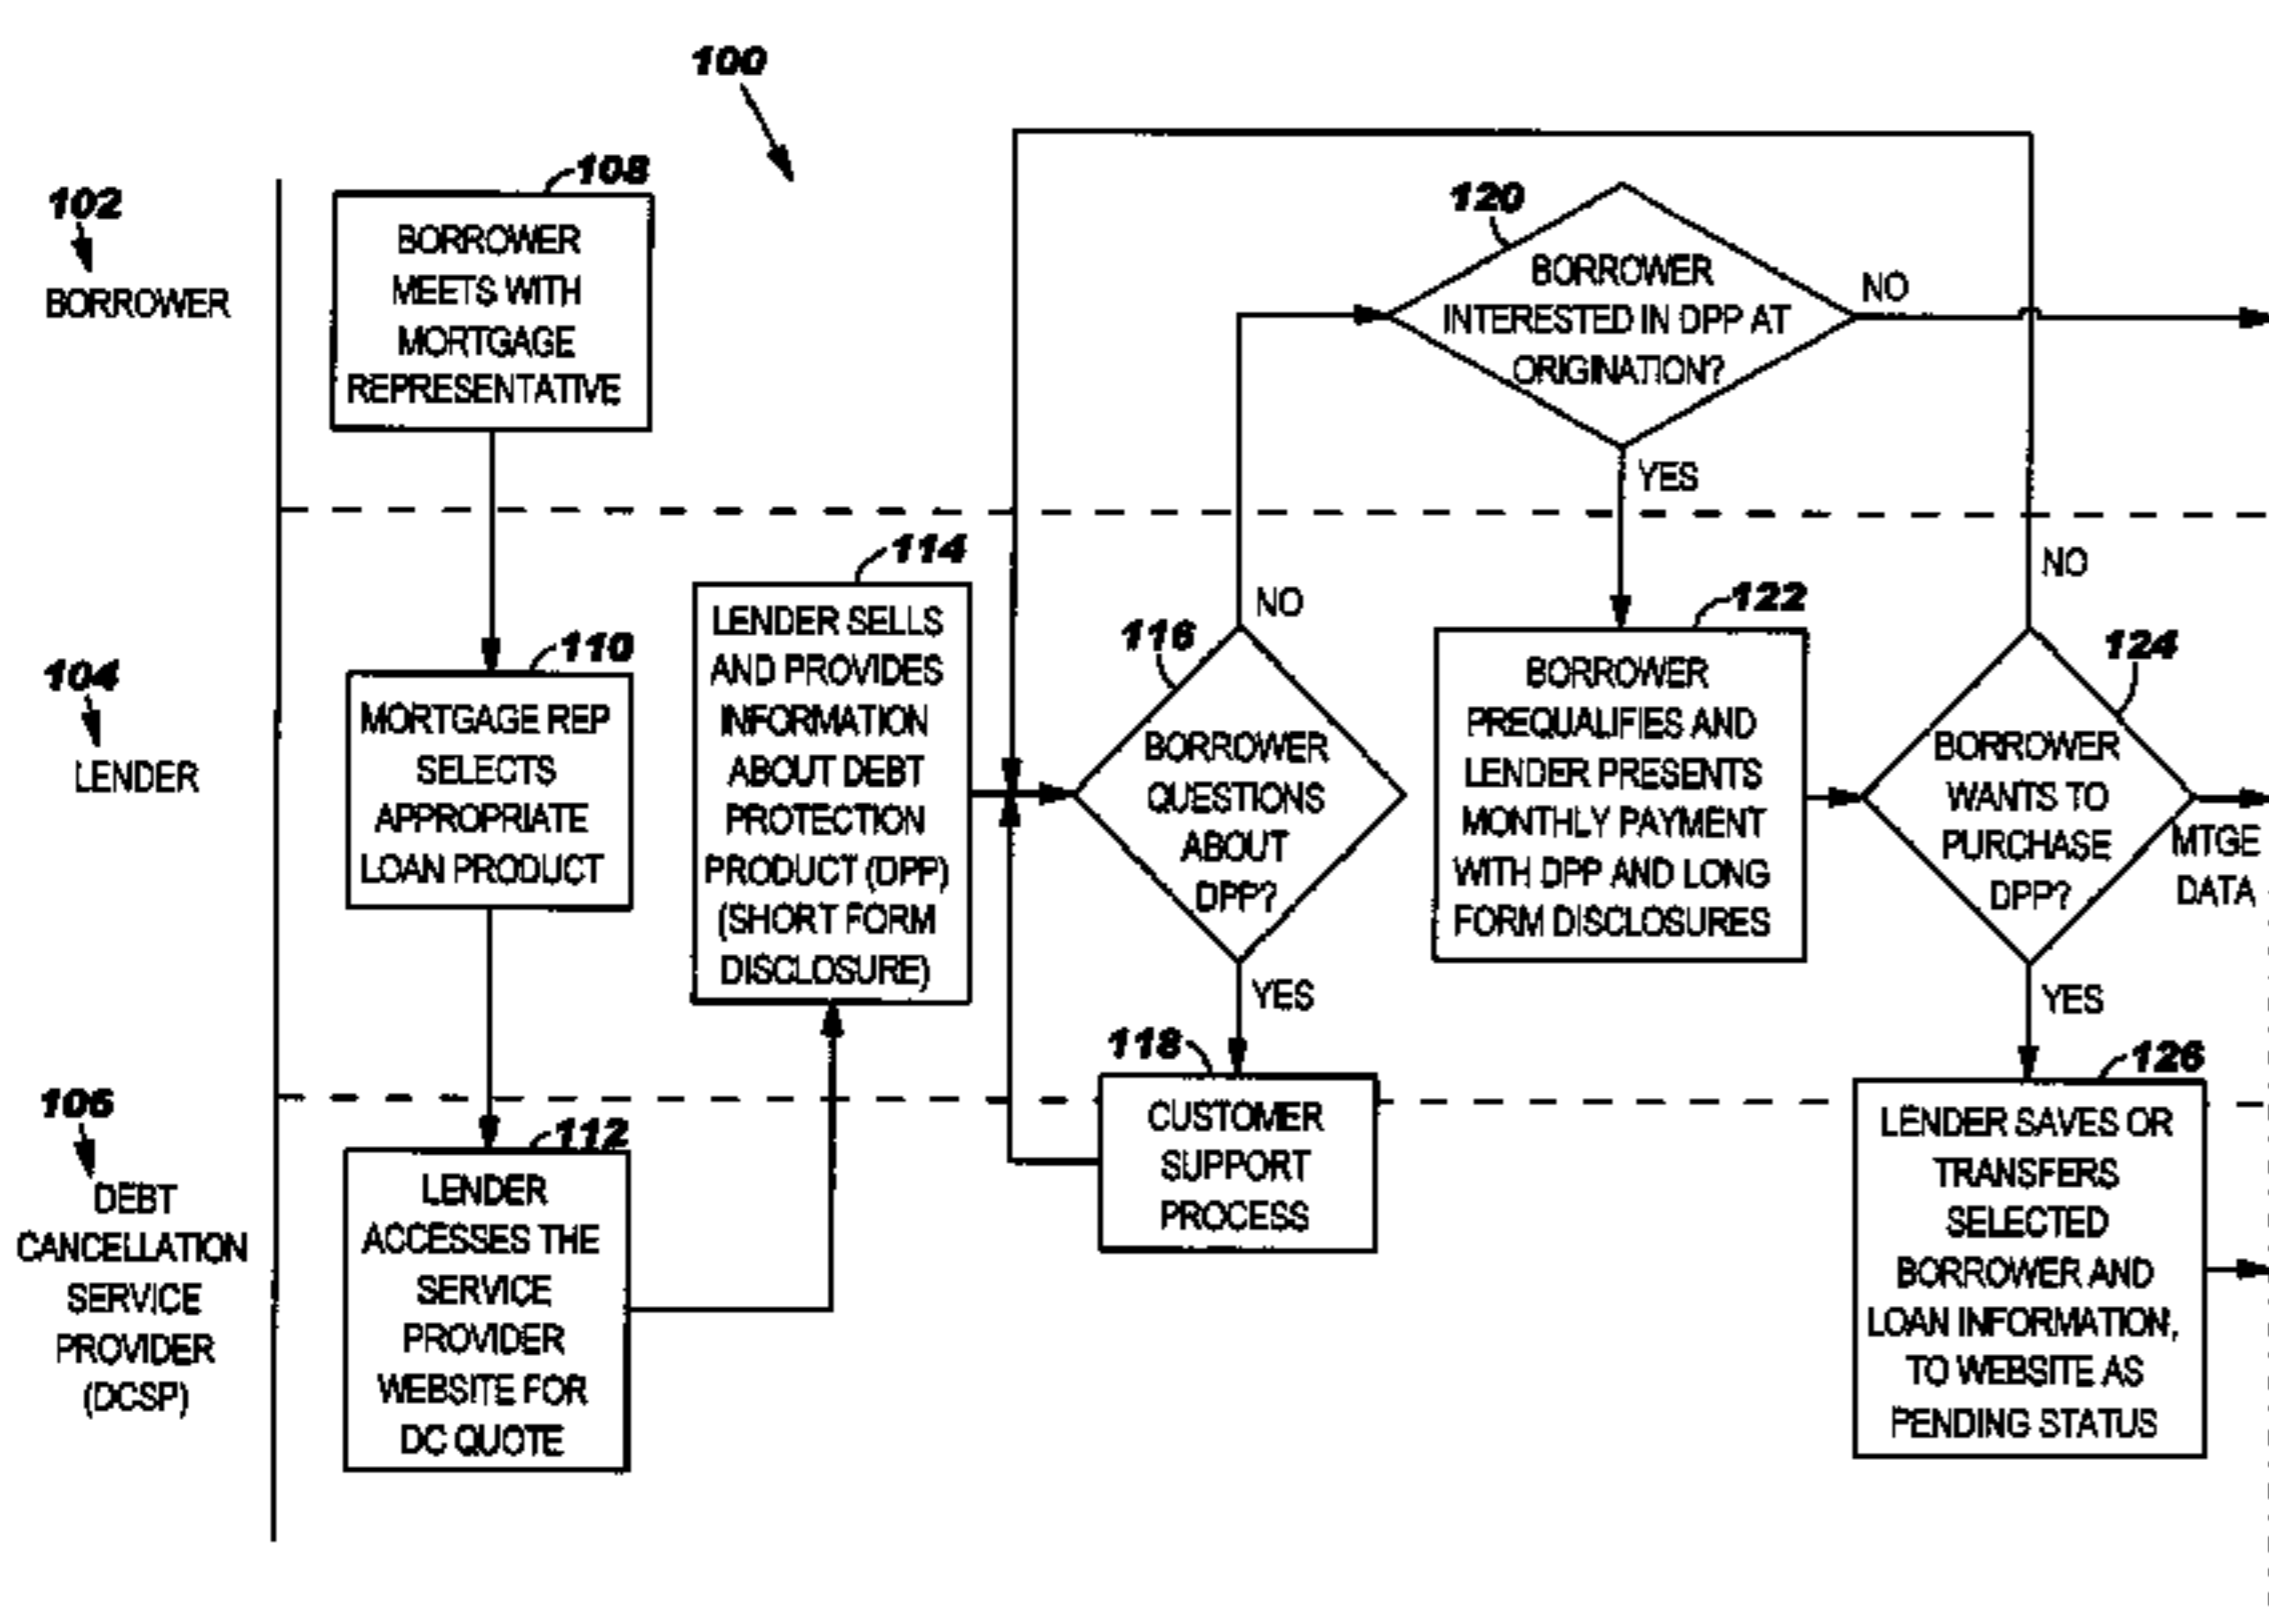 100
102
BORROWER
108
BORROWER
MEETS WITH
MORTGAGE
REPRESENTATIVE
120
BORROWER
INTERESTED IN DPP AT
ORIGINATION?
NO
YES
104
LENDER
110
MORTGAGE REP
SELECTS
APPROPRIATE
LOAN PRODUCT
114
LENDER SELLS
AND PROVIDES
INFORMATION
ABOUT DEBT
PROTECTION
PRODUCT (DPP)
(SHORT FORM
DISCLOSURE)
116
NO
BORROWER
QUESTIONS
ABOUT
DPP?
YES
122
BORROWER
PREQUALIFIES AND
LENDER PRESENTS
MONTHLY PAYMENT
WITH DPP AND LONG
FORM DISCLOSURES
NO
124
BORROWER
WANTS TO
PURCHASE
DPP?
MTGE
DATA
YES
106
DEBT
CANCELLATION
SERVICE
PROVIDER
(DCSP)
112
LENDER
ACCESSES THE
SERVICE
PROVIDER
WEBSITE FOR
DC QUOTE
118
CUSTOMER
SUPPORT
PROCESS
126
LENDER SAVES OR
TRANSFERS
SELECTED
BORROWER AND
LOAN INFORMATION,
TO WEBSITE AS
PENDING STATUS